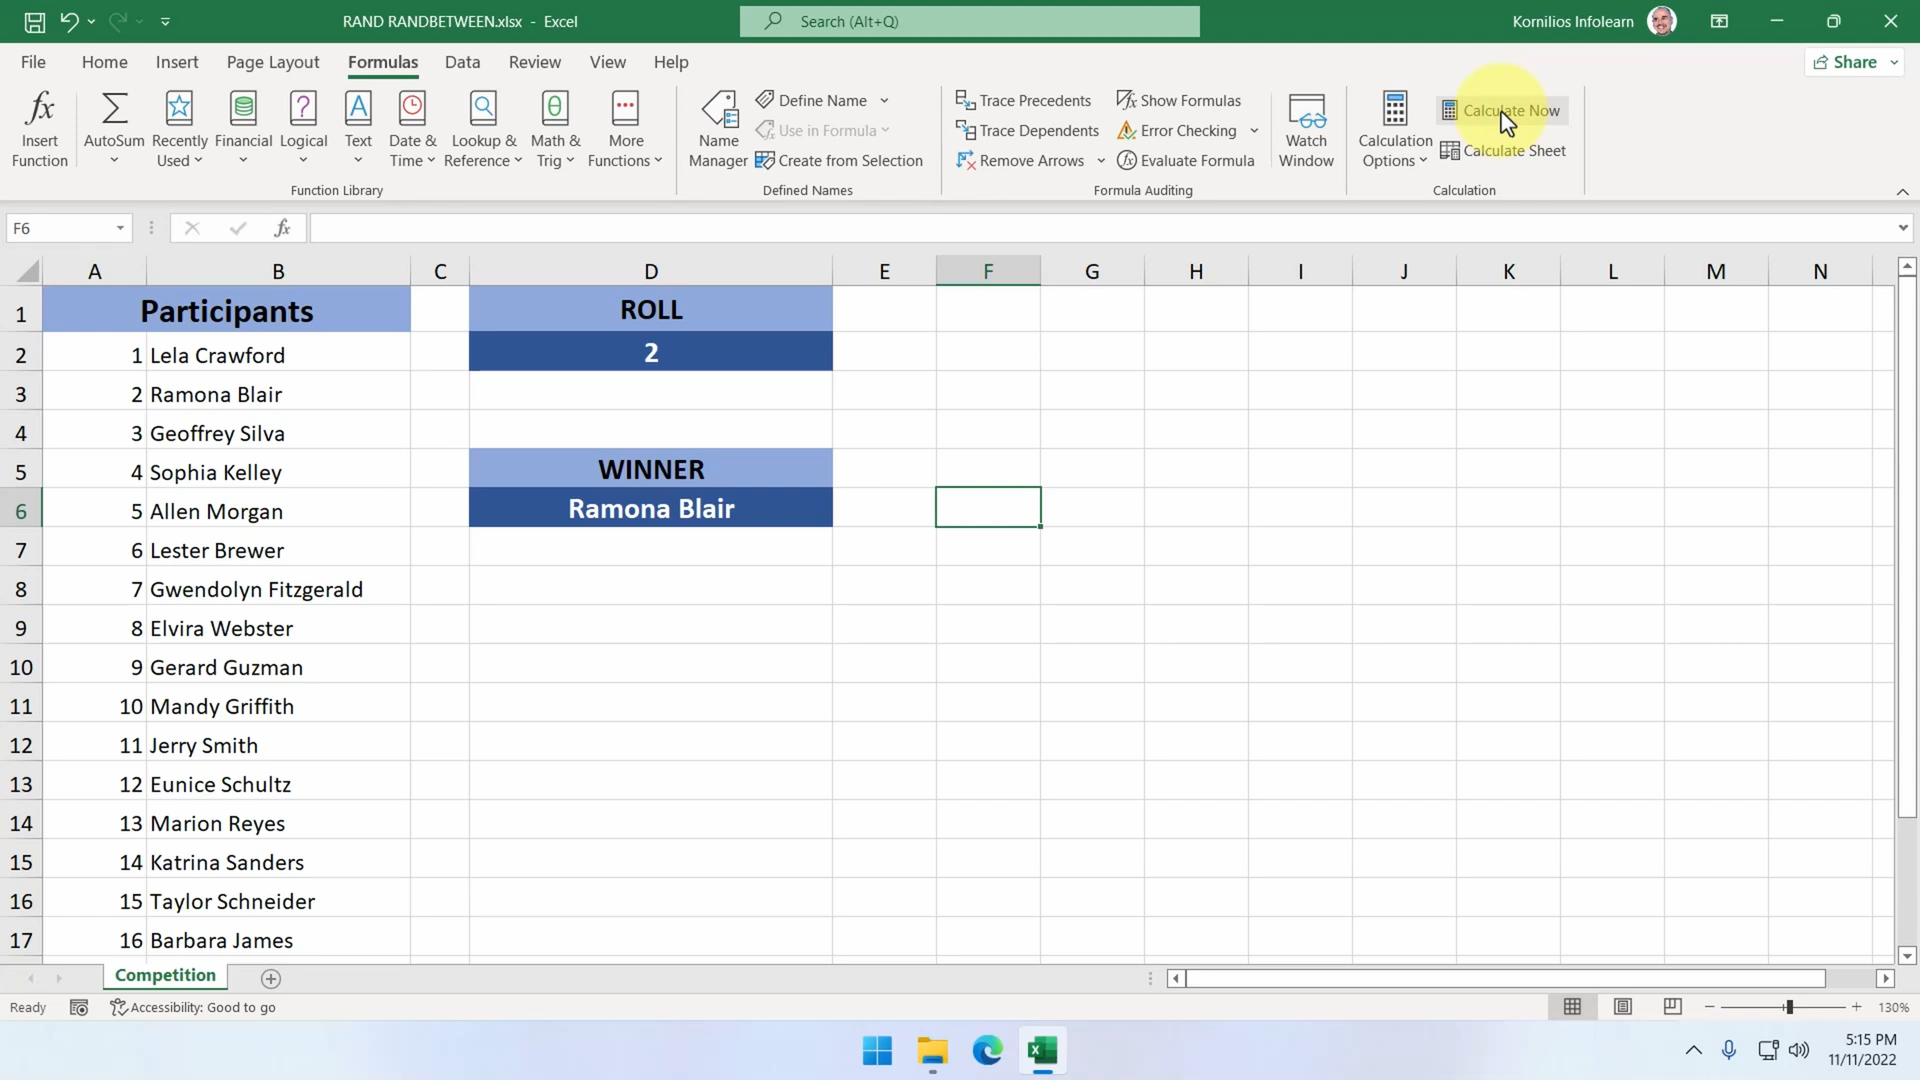 RAND RANDBETWEEN.xlsx - Excel
Search (Alt+Q)
Kornilios Infolearn
File Home Insert Page Layout Formulas Data Review View Help
Share
Insert Function
AutoSum
Recently Used
Financial
Logical
Text
Date & Time
Lookup & Reference
Math & Trig
More Functions
Function Library
Name Manager
Define Name
Use in Formula
Create from Selection
Defined Names
Trace Precedents
Trace Dependents
Remove Arrows
Show Formulas
Error Checking
Evaluate Formula
Formula Auditing
Watch Window
Calculation Options
Calculate Now
Calculate Sheet
Calculation
F6
fx
A B C D E F G H I J K L M N
1 Participants ROLL
2 1 Lela Crawford 2
3 2 Ramona Blair
4 3 Geoffrey Silva
5 4 Sophia Kelley WINNER
6 5 Allen Morgan Ramona Blair
7 6 Lester Brewer
8 7 Gwendolyn Fitzgerald
9 8 Elvira Webster
10 9 Gerard Guzman
11 10 Mandy Griffith
12 11 Jerry Smith
13 12 Eunice Schultz
14 13 Marion Reyes
15 14 Katrina Sanders
16 15 Taylor Schneider
17 16 Barbara James
Competition
Ready
Accessibility: Good to go
130%
5:15 PM
11/11/2022